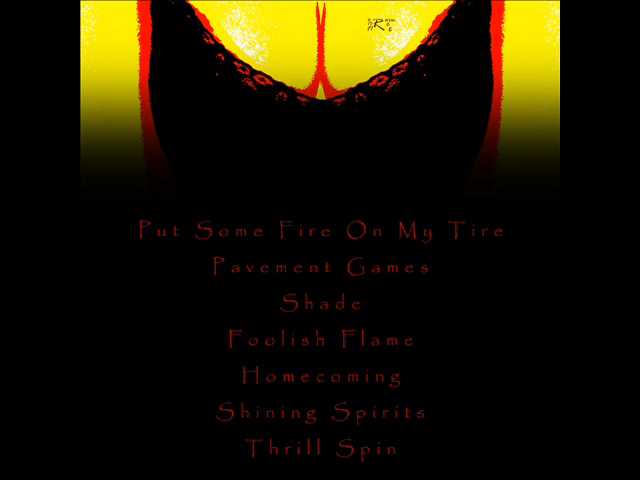 Put Some Fire On My Tire
Pavement Games
Shade
Foolish Flame
Homecoming
Shining Spirits
Thrill Spin